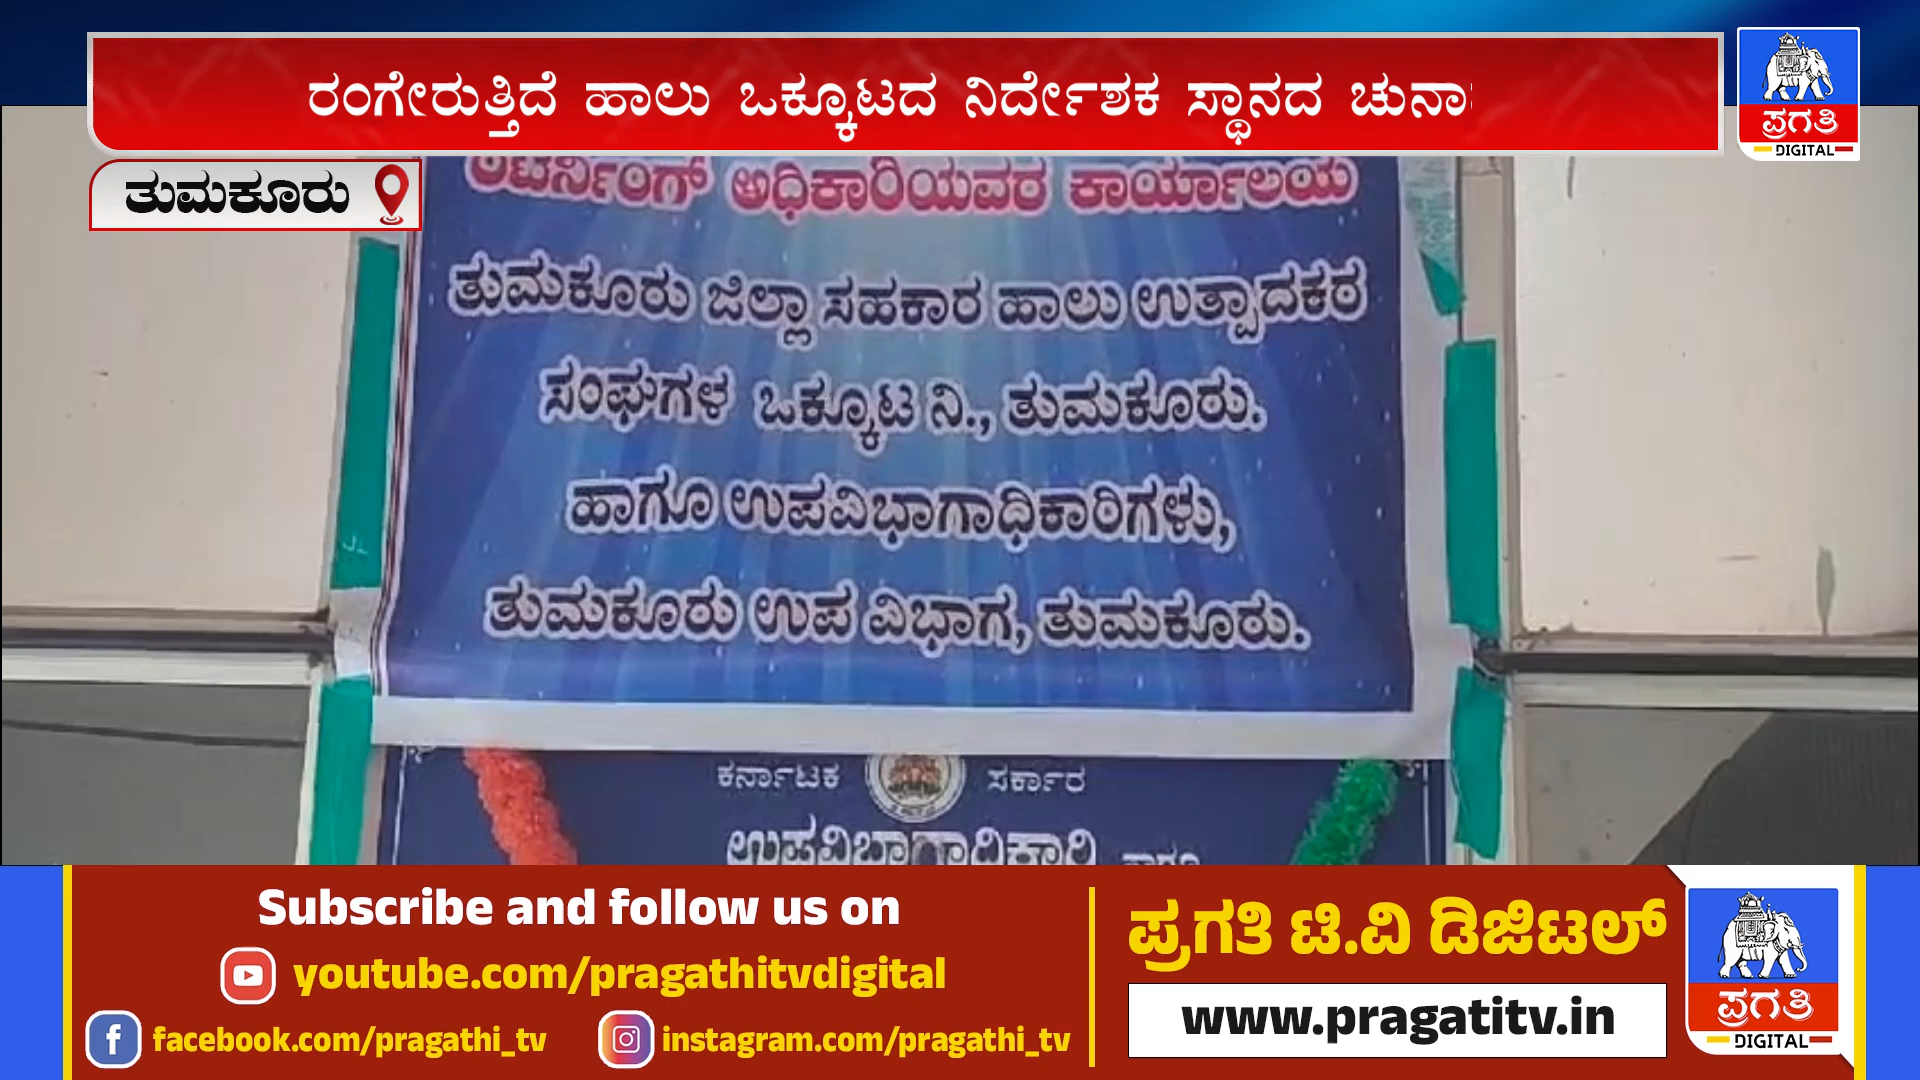 ರಂಗೇರುತ್ತಿದೆ ಹಾಲು ಒಕ್ಕೂಟದ ನಿರ್ದೇಶಕ ಸ್ಥಾನದ ಚುನಾ
ಪ್ರಗತಿ
DIGITAL
ತುಮಕೂರು
ರಿಟರ್ನಿಂಗ್ ಅಧಿಕಾರಿಯವರ ಕಾರ್ಯಾಲಯ
ತುಮಕೂರು ಜಿಲ್ಲಾ ಸಹಕಾರ ಹಾಲು ಉತ್ಪಾದಕರ
ಸಂಘಗಳ ಒಕ್ಕೂಟ ನಿ., ತುಮಕೂರು.
ಹಾಗೂ ಉಪವಿಭಾಗಾಧಿಕಾರಿಗಳು,
ತುಮಕೂರು ಉಪ ವಿಭಾಗ, ತುಮಕೂರು.
ಕರ್ನಾಟಕ ಸರ್ಕಾರ
ಉಪವಿಭಾಗಾಧಿಕಾರಿ
Subscribe and follow us on
youtube.com/pragathitvdigital
facebook.com/pragathi_tv
instagram.com/pragathi_tv
ಪ್ರಗತಿ ಟಿ.ವಿ ಡಿಜಿಟಲ್
www.pragatitv.in
ಪ್ರಗತಿ
DIGITAL